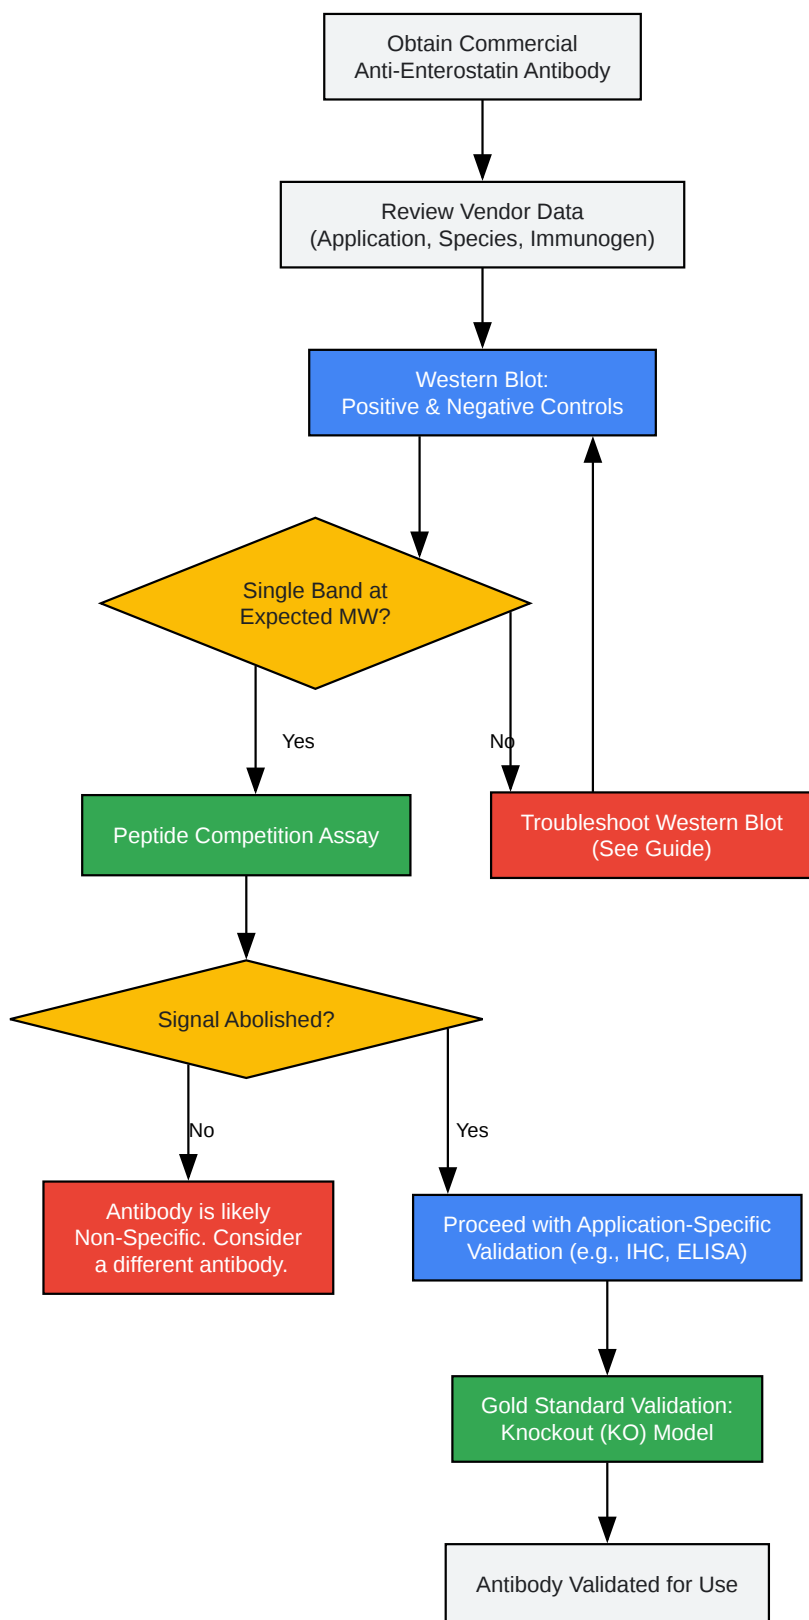 Obtain Commercial
Anti-Enterostatin Antibody
Review Vendor Data
(Application, Species, Immunogen)
Western Blot:
Positive & Negative Controls
Single Band at
Expected MW?
Yes
No
Peptide Competition Assay
Troubleshoot Western Blot
(See Guide)
Signal Abolished?
No
Yes
Antibody is likely
Non-Specific. Consider
a different antibody.
Proceed with Application-Specific
Validation (e.g., IHC, ELISA)
Gold Standard Validation:
Knockout (KO) Model
Antibody Validated for Use